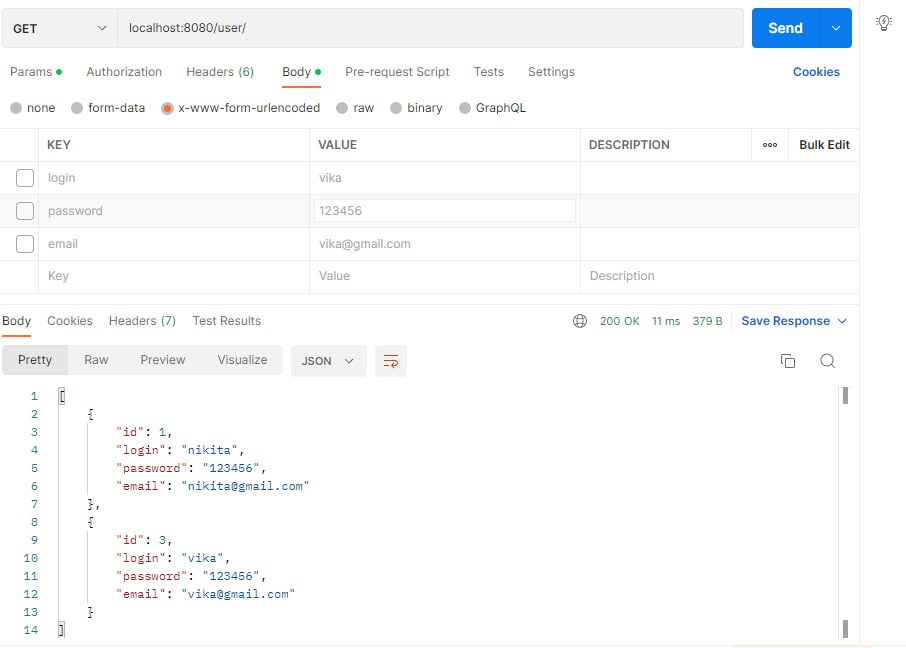 GET localhost:8080/user/ Send
Params Authorization Headers (6) Body Pre-request Script Tests Settings Cookies
none form-data x-www-form-urlencoded raw binary GraphQL
KEY VALUE DESCRIPTION ooo Bulk Edit
login vika
password 123456
email vika@gmail.com
Key Value Description
Body Cookies Headers (7) Test Results 200 OK 11 ms 379 B Save Response
Pretty Raw Preview Visualize JSON
1 [
2 {
3 "id": 1,
4 "login": "nikita",
5 "password": "123456",
6 "email": "nikita@gmail.com"
7 },
8 {
9 "id": 3,
10 "login": "vika",
11 "password": "123456",
12 "email": "vika@gmail.com"
13 }
14 ]